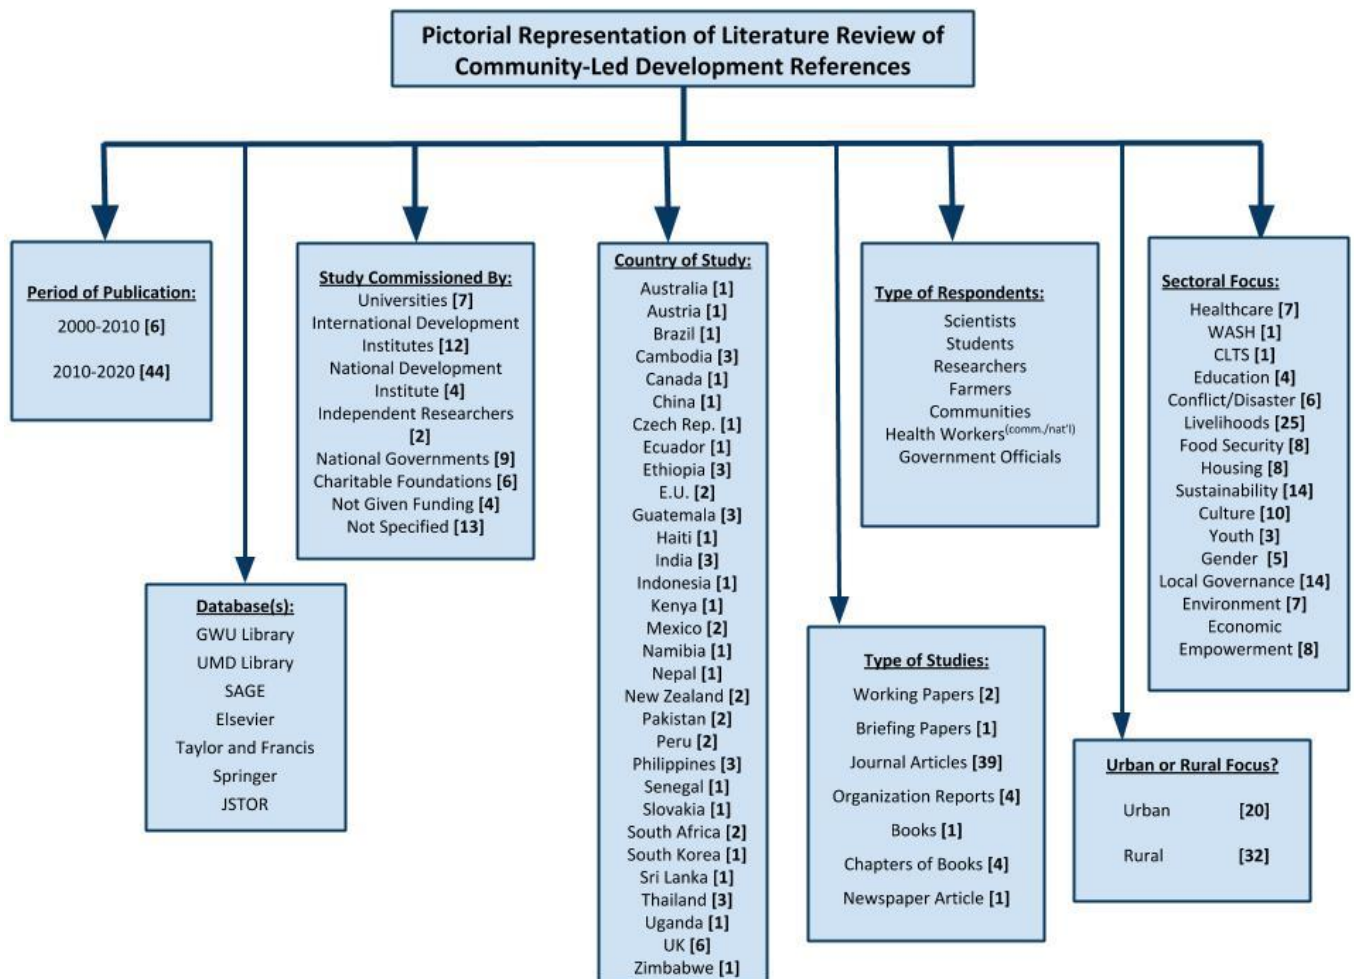 Pictorial Representation of Literature Review of
Community-Led Development References
Period of Publication:
2000-2010 [6]
2010-2020 [44]
Database(s):
GWU Library
UMD Library
SAGE
Elsevier
Taylor and Francis
Springer
JSTOR
Study Commissioned By:
Universities [7]
International Development
Institutes [12]
National Development
Institute [4]
Independent Researchers
[2]
National Governments [9]
Charitable Foundations [6]
Not Given Funding [4]
Not Specified [13]
Country of Study:
Australia [1]
Austria [1]
Brazil [1]
Cambodia [3]
Canada [1]
China [1]
Czech Rep. [1]
Ecuador [1]
Ethiopia [3]
E.U. [2]
Guatemala [3]
Haiti [1]
India [3]
Indonesia [1]
Kenya [1]
Mexico [2]
Namibia [1]
Nepal [1]
New Zealand [2]
Pakistan [2]
Peru [2]
Philippines [3]
Senegal [1]
Slovakia [1]
South Africa [2]
South Korea [1]
Sri Lanka [1]
Thailand [3]
Uganda [1]
UK [6]
Zimbabwe [1]
Type of Studies:
Working Papers [2]
Briefing Papers [1]
Journal Articles [39]
Organization Reports [4]
Books [1]
Chapters of Books [4]
Newspaper Article [1]
Type of Respondents:
Scientists
Students
Researchers
Farmers
Communities
Health Workers(comm./nat'l)
Government Officials
Urban or Rural Focus?
Urban [20]
Rural [32]
Sectoral Focus:
Healthcare [7]
WASH [1]
CLTS [1]
Education [4]
Conflict/Disaster [6]
Livelihoods [25]
Food Security [8]
Housing [8]
Sustainability [14]
Culture [10]
Youth [3]
Gender [5]
Local Governance [14]
Environment [7]
Economic
Empowerment [8]